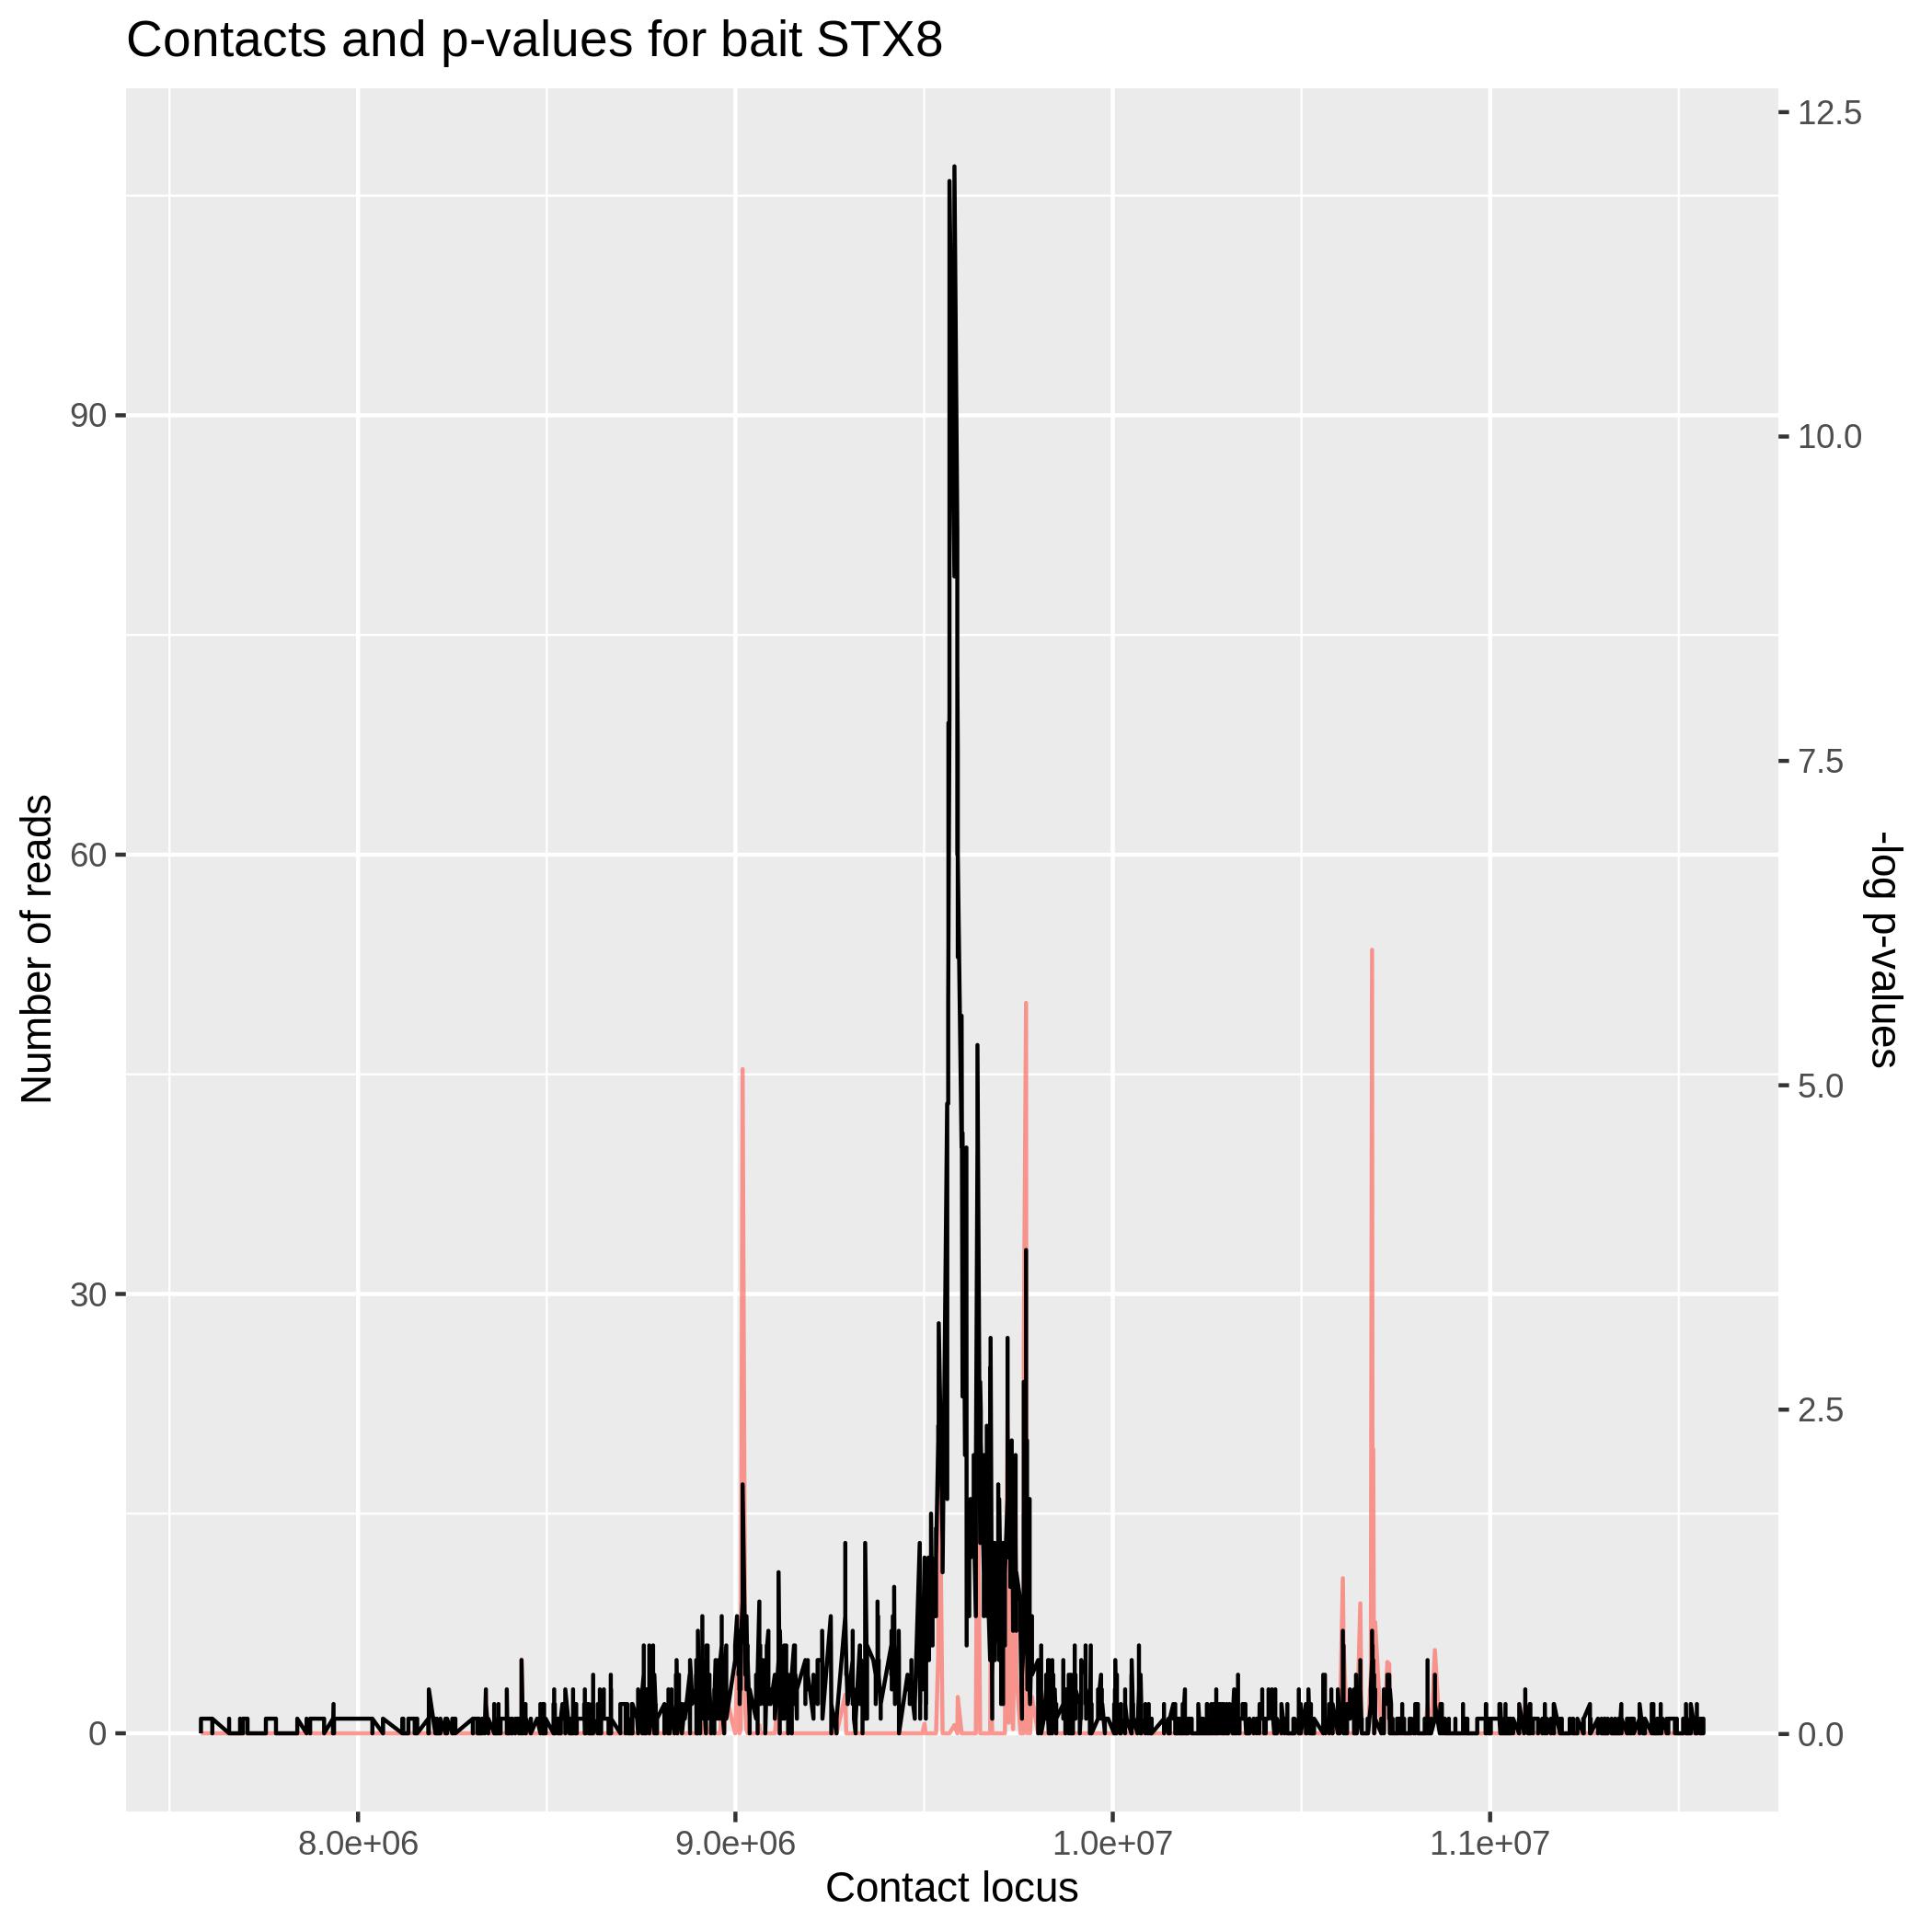 Contacts and p-values for bait STX8
Number of reads
90
60
30
0
12.5
10.0
7.5
5.0
2.5
0.0
-log p-values
8.0e+06
9.0e+06
1.0e+07
1.1e+07
Contact locus